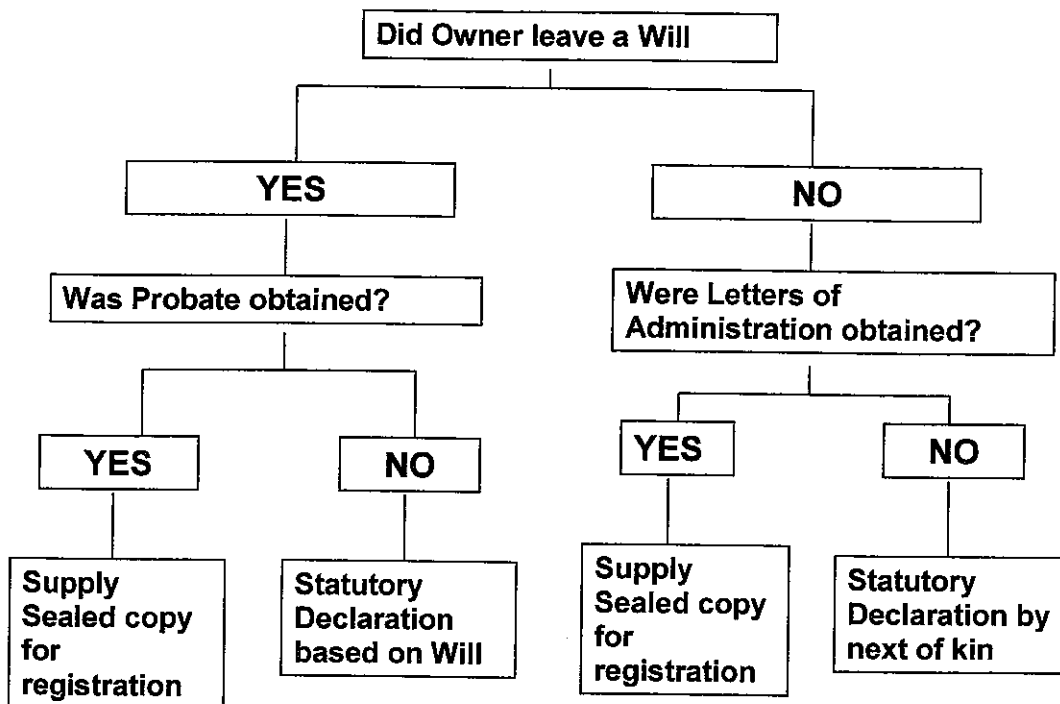 Did Owner leave a Will
YES
NO
Was Probate obtained?
Were Letters of
Administration obtained?
YES
NO
YES
NO
Supply
Sealed copy
for
registration
Statutory
Declaration
based on Will
Supply
Sealed copy
for
registration
Statutory
Declaration by
next of kin